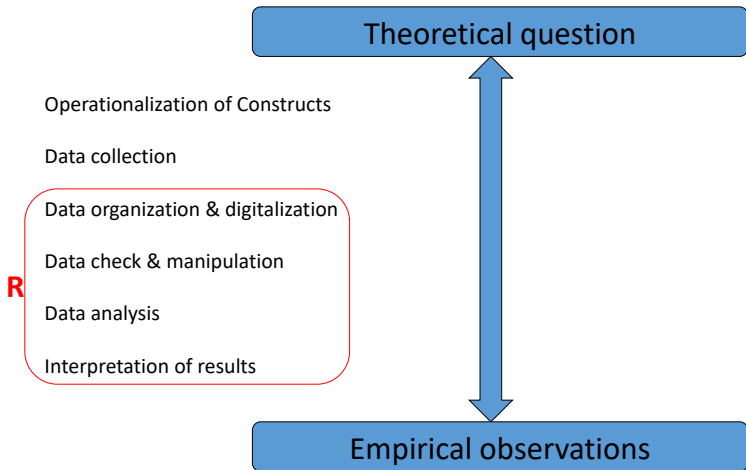 Theoretical question
Operationalization of Constructs
Data collection
Data organization & digitalization
Data check & manipulation
R
Data analysis
Interpretation of results
Empirical observations